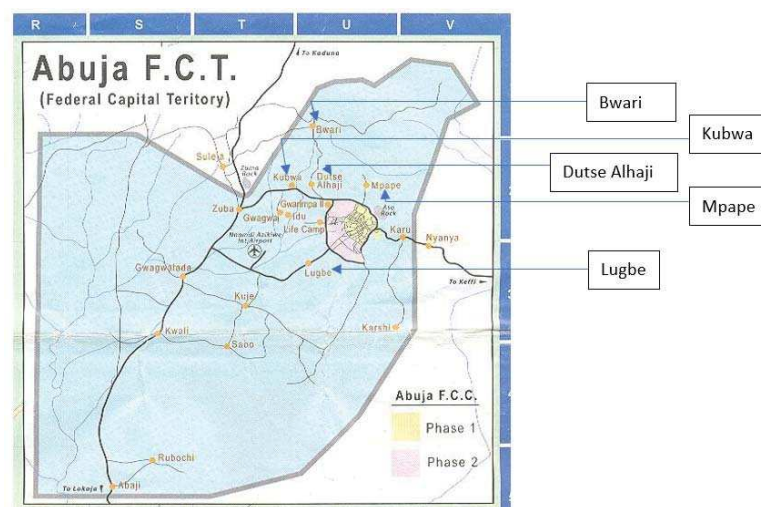 R S T U V
To Kaduna
Abuja F.C.T.
(Federal Capital Teritory)
Bwari
Bwari
Kubwa
Suleja
Zuma
Rock
Dutse Alhaji
Kubwa
Dutse
Alhaji
Mpape
Mpape
Zuba
Gwarimpa II
Gwagwa
Idu
Life Camp
Aso
Rock
Karu
Nyanya
Nnamdi Azikiwe
Int. Airport
Gwagwalada
Lugbe
Lugbe
To Keffi
Kuje
Kwali
Karshi
Sabo
Abuja F.C.C.
Phase 1
Phase 2
Rubochi
To Lokoja
Abaji